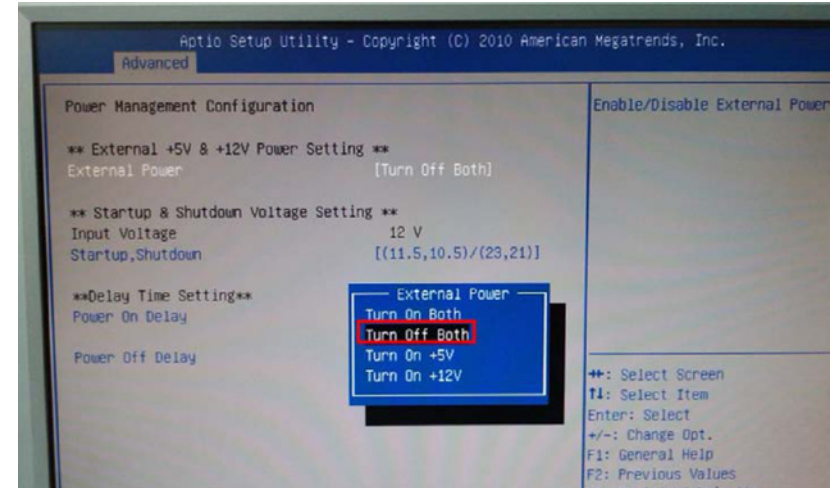 Aptio Setup Utility - Copyright (C) 2010 American Megatrends, Inc.
Advanced
Power Management Configuration
** External +5V & +12V Power Setting **
External Power [Turn Off Both]
** Startup & Shutdown Voltage Setting **
Input Voltage 12 V
Startup,Shutdown [(11.5,10.5)/(23,21)]
**Delay Time Setting**
Power On Delay
Power Off Delay
External Power
Turn On Both
Turn Off Both
Turn On +5V
Turn On +12V
Enable/Disable External Power
: Select Screen
↑↓: Select Item
Enter: Select
+/-: Change Opt.
F1: General Help
F2: Previous Values